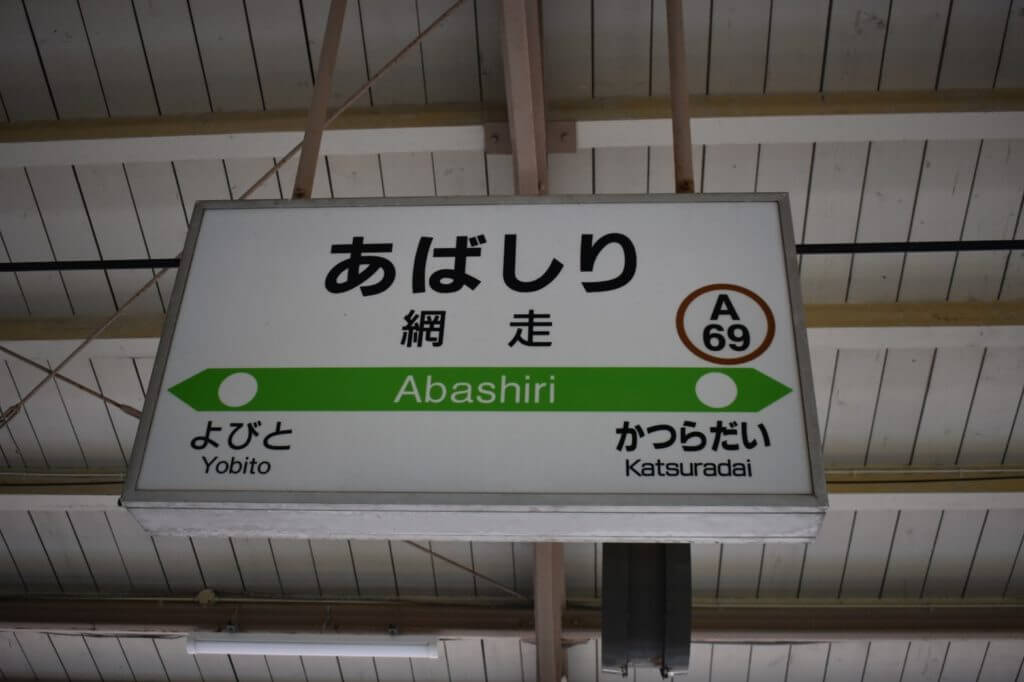 あばしり
網走
A
69
Abashiri
よびと
Yobito
かつらだい
Katsuradai